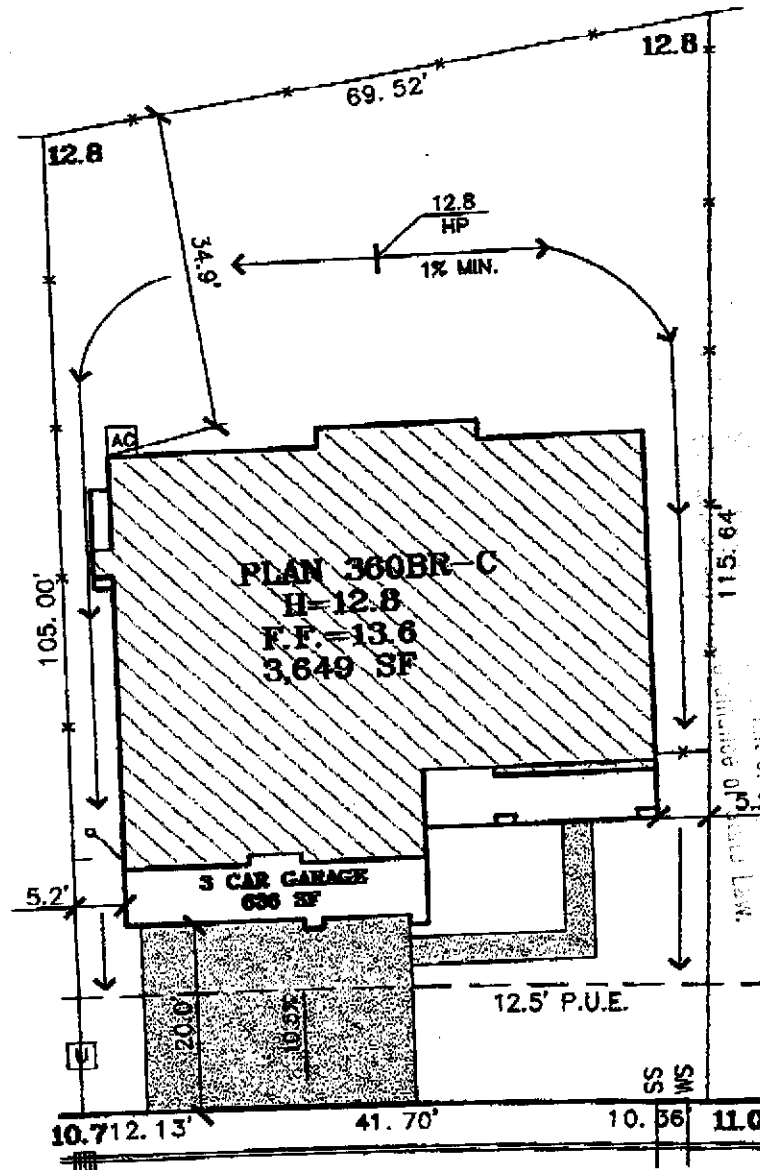 12.8
69.52'
12.8
12.8
HP
34.9'
1% MIN.
AC
PLAN 360BR-C
H=12.8
F.F.=13.6
3,649 SF
105.00'
115.64'
5.
3 CAR GARAGE
636 SF
5.2'
20.0'
12.5' P.U.E.
U
SS
WS
10.7
12.13'
41.70'
10.36
11.0